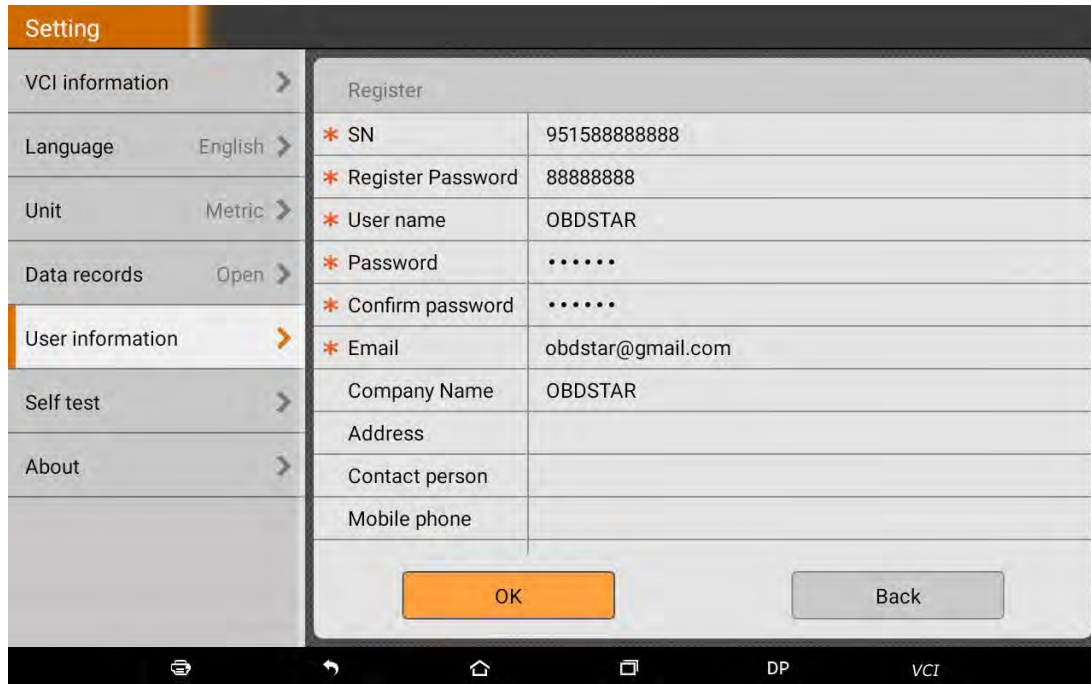 Setting
VCI information
Language English
Unit Metric
Data records Open
User information
Self test
About
Register
* SN 951588888888
* Register Password 88888888
* User name OBDSTAR
* Password ••••••
* Confirm password ••••••
* Email obdstar@gmail.com
Company Name OBDSTAR
Address
Contact person
Mobile phone
OK Back
DP VCI